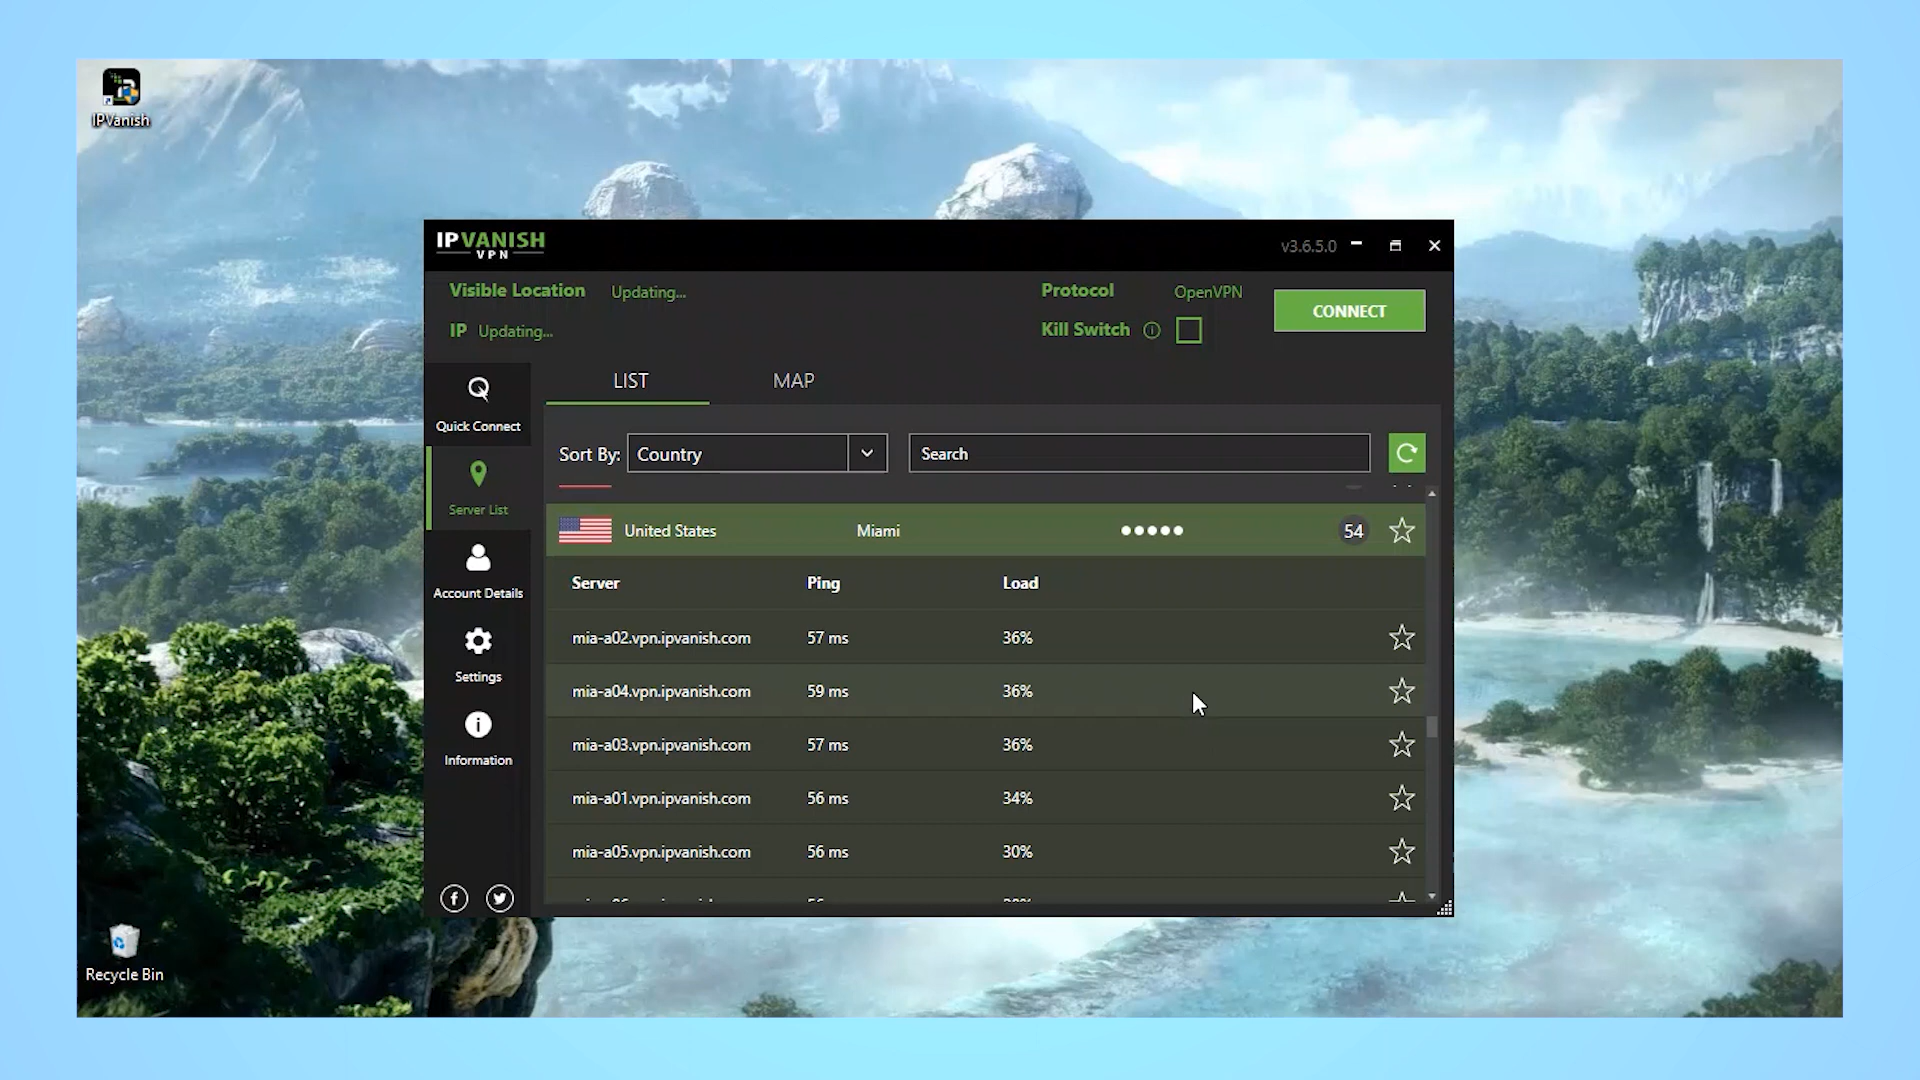 IPVanish
IPVANISH
VPN
v3.6.5.0
Visible Location Updating...
Protocol OpenVPN
CONNECT
IP Updating...
Kill Switch
LIST MAP
Quick Connect
Sort By: Country Search
Server List
United States Miami 54
Server Ping Load
Account Details
mia-a02.vpn.ipvanish.com 57 ms 36%
Settings
mia-a04.vpn.ipvanish.com 59 ms 36%
mia-a03.vpn.ipvanish.com 57 ms 36%
Information
mia-a01.vpn.ipvanish.com 56 ms 34%
mia-a05.vpn.ipvanish.com 56 ms 30%
Recycle Bin